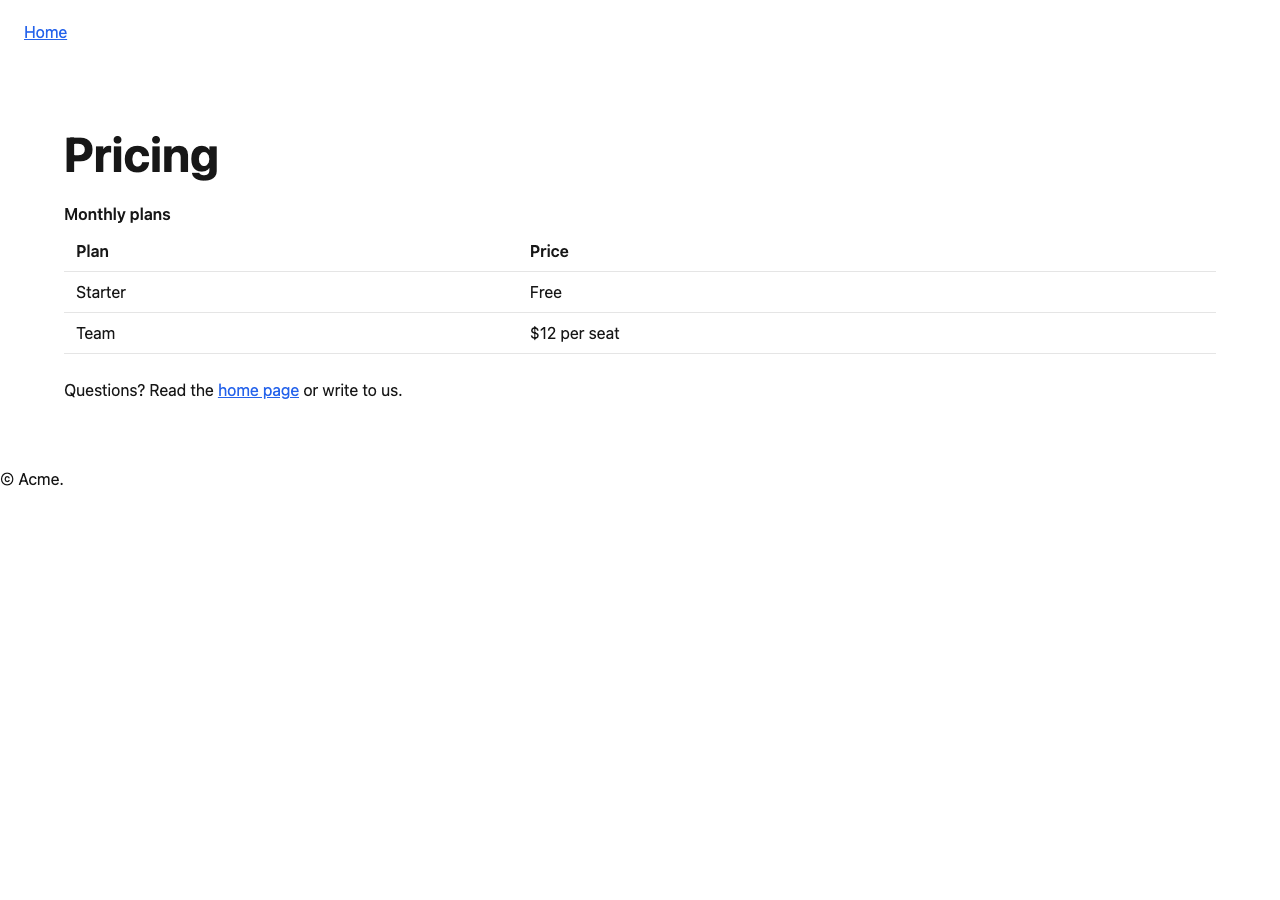 Home
Pricing
Monthly plans
Plan Price
Starter Free
Team $12 per seat
Questions? Read the home page or write to us.
© Acme.